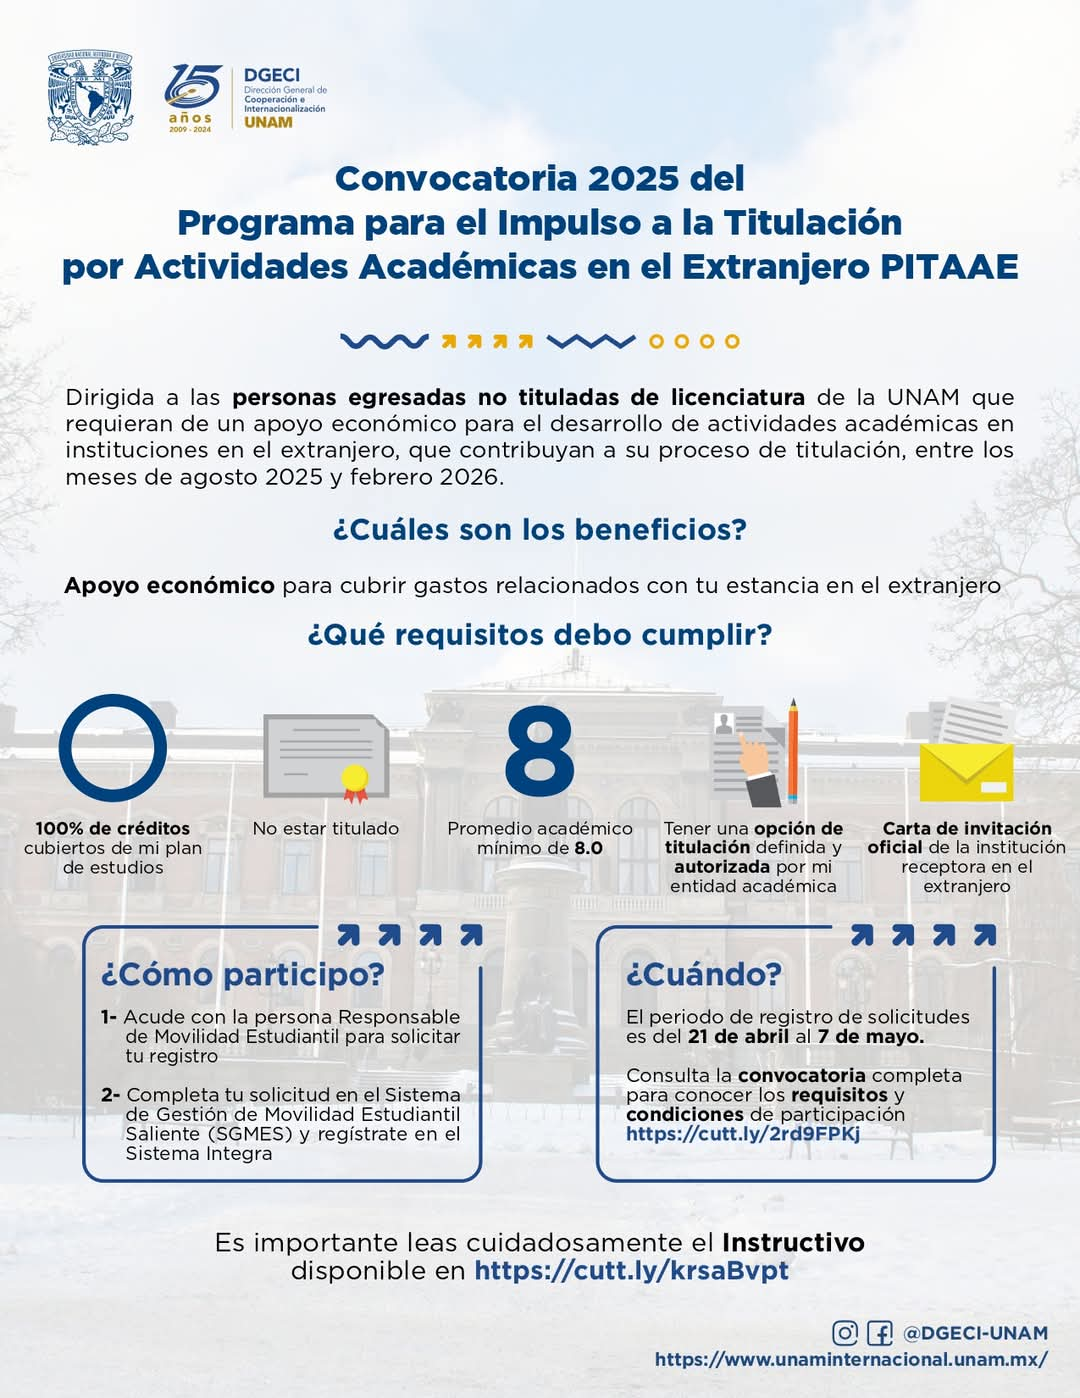 15
años
2009 - 2024
DGECI
Dirección General de
Cooperación e
Internacionalización
UNAM
Convocatoria 2025 del
Programa para el Impulso a la Titulación
por Actividades Académicas en el Extranjero PITAAE
Dirigida a las personas egresadas no tituladas de licenciatura de la UNAM que
requieran de un apoyo económico para el desarrollo de actividades académicas en
instituciones en el extranjero, que contribuyan a su proceso de titulación, entre los
meses de agosto 2025 y febrero 2026.
¿Cuáles son los beneficios?
Apoyo económico para cubrir gastos relacionados con tu estancia en el extranjero
¿Qué requisitos debo cumplir?
100% de créditos
cubiertos de mi plan
de estudios
No estar titulado
8
Promedio académico
mínimo de 8.0
Tener una opción de
titulación definida y
autorizada por mi
entidad académica
Carta de invitación
oficial de la institución
receptora en el
extranjero
¿Cómo participo?
1- Acude con la persona Responsable
de Movilidad Estudiantil para solicitar
tu registro
2- Completa tu solicitud en el Sistema
de Gestión de Movilidad Estudiantil
Saliente (SGMES) y regístrate en el
Sistema Integra
¿Cuándo?
El periodo de registro de solicitudes
es del 21 de abril al 7 de mayo.
Consulta la convocatoria completa
para conocer los requisitos y
condiciones de participación
https://cutt.ly/2rd9FPKj
Es importante leas cuidadosamente el Instructivo
disponible en https://cutt.ly/krsaBvpt
@DGECI-UNAM
https://www.unaminternacional.unam.mx/